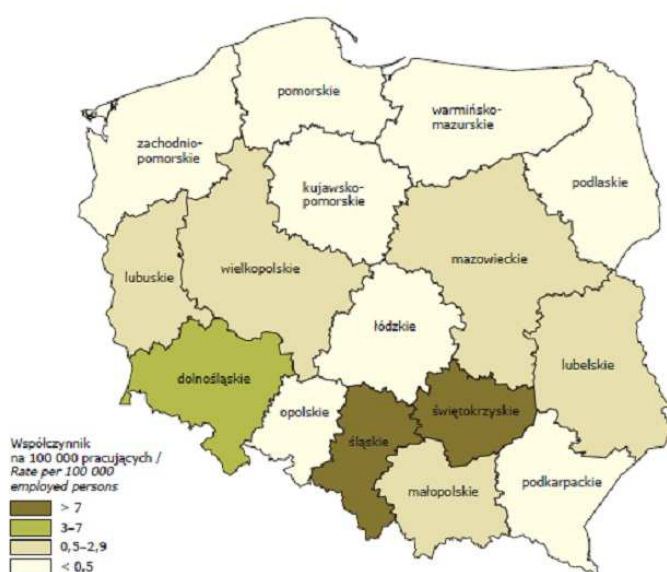 pomorskie
warmińsko-
mazurskie
zachodnio-
pomorskie
podlaskie
kujawsko-
pomorskie
mazowieckie
wielkopolskie
lubuskie
łódzkie
lubelskie
dolnośląskie
opolskie
śląskie
świętokrzyskie
małopolskie
podkarpackie
Współczynnik
na 100 000 pracujących /
Rate per 100 000
employed persons
> 7
3–7
0,5–2,9
< 0,5